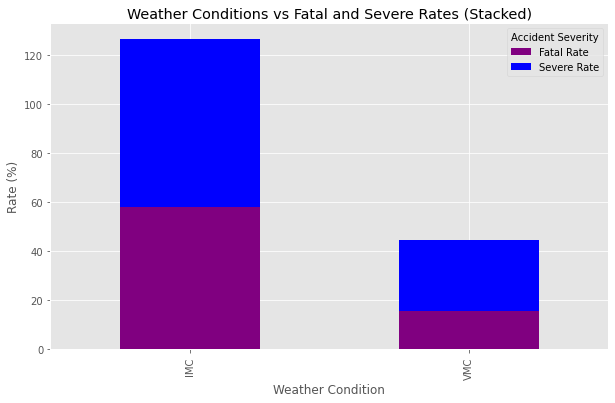 Weather Conditions vs Fatal and Severe Rates (Stacked)
Accident Severity
Fatal Rate
Severe Rate
Rate (%)
120
100
80
60
40
20
0
IMC
VMC
Weather Condition